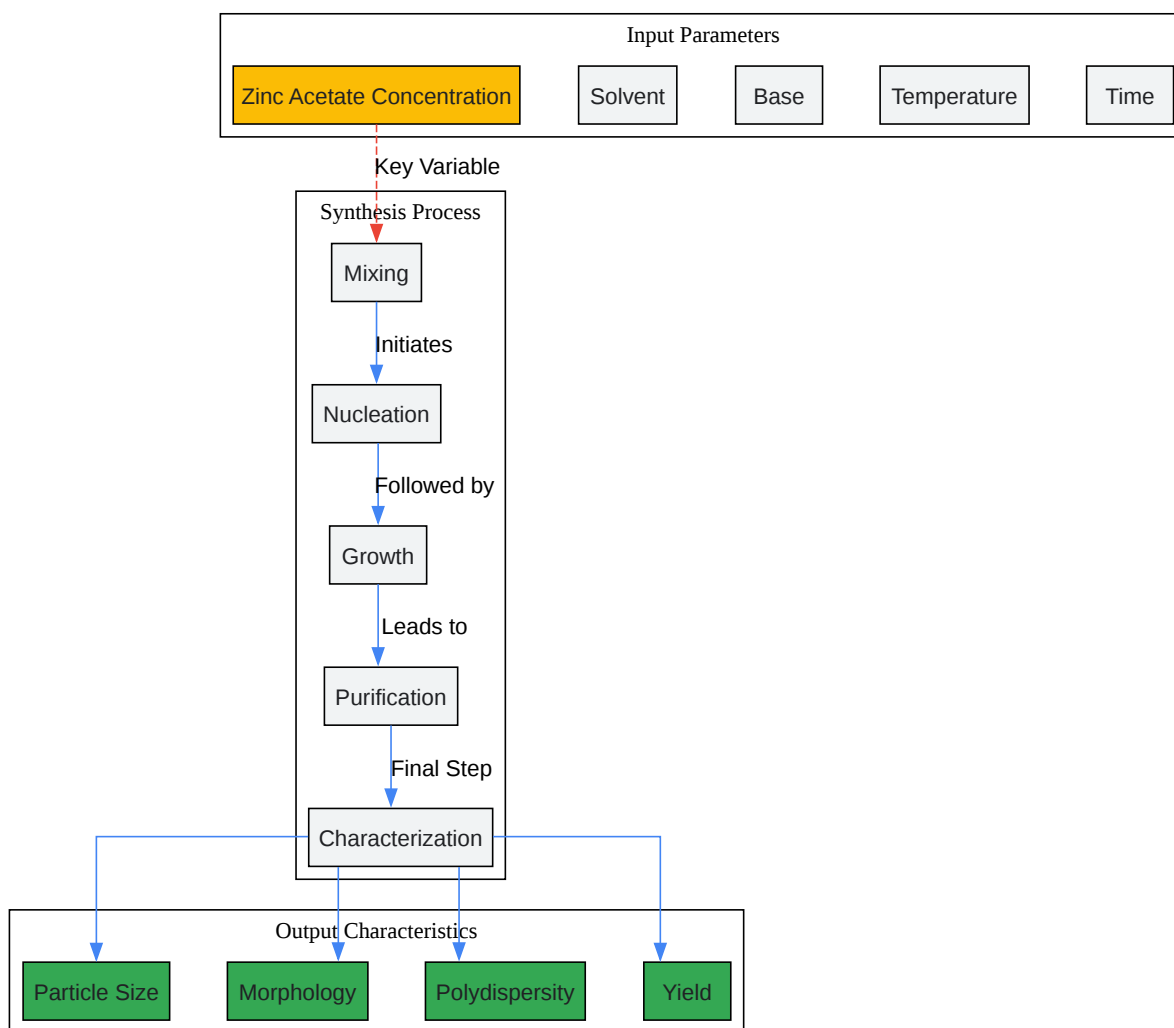 Input Parameters
Zinc Acetate Concentration
Solvent
Base
Temperature
Time
Key Variable
Synthesis Process
Mixing
Initiates
Nucleation
Followed by
Growth
Leads to
Purification
Final Step
Characterization
Output Characteristics
Particle Size
Morphology
Polydispersity
Yield